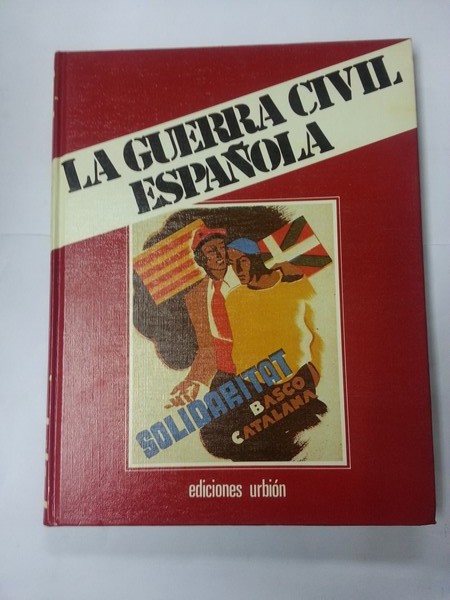 LA GUERRA CIVIL
ESPAÑOLA
SOLIDARITAT
BASCO
CATALANA
ediciones urbión